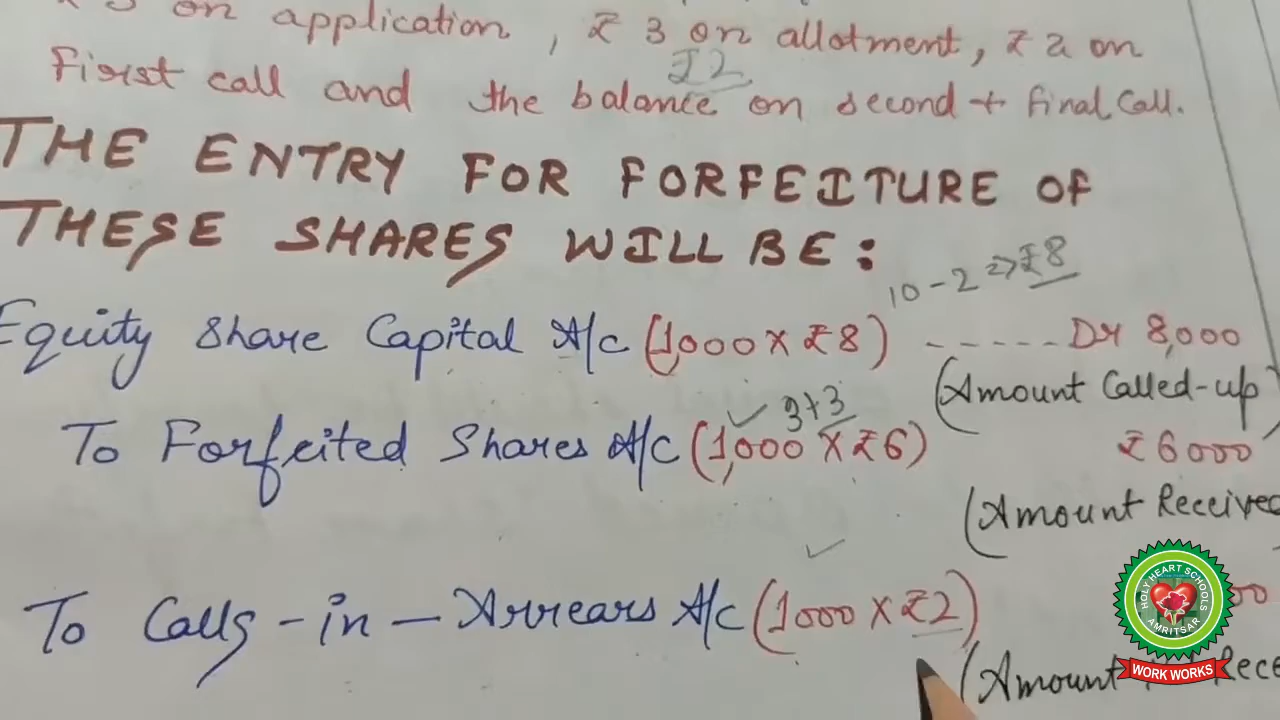 on application, ₹ 3 on allotment, ₹ 2 on
₹2
First call and the balance on second + final call.
THE ENTRY FOR FORFEITURE OF
THESE SHARES WILL BE:
10-2 => ₹8
Equity Share Capital A/c (1,000 × ₹8) ------ Dr 8,000
(Amount Called-up)
3+3
To Forfeited Shares A/c (1,000 × ₹6) ₹6000
(Amount Received
To Calls-in-Arrears A/c (1000 × ₹2)
(Amount
HOLY HEART SCHOOLS
AMRITSAR
WORK WORKS